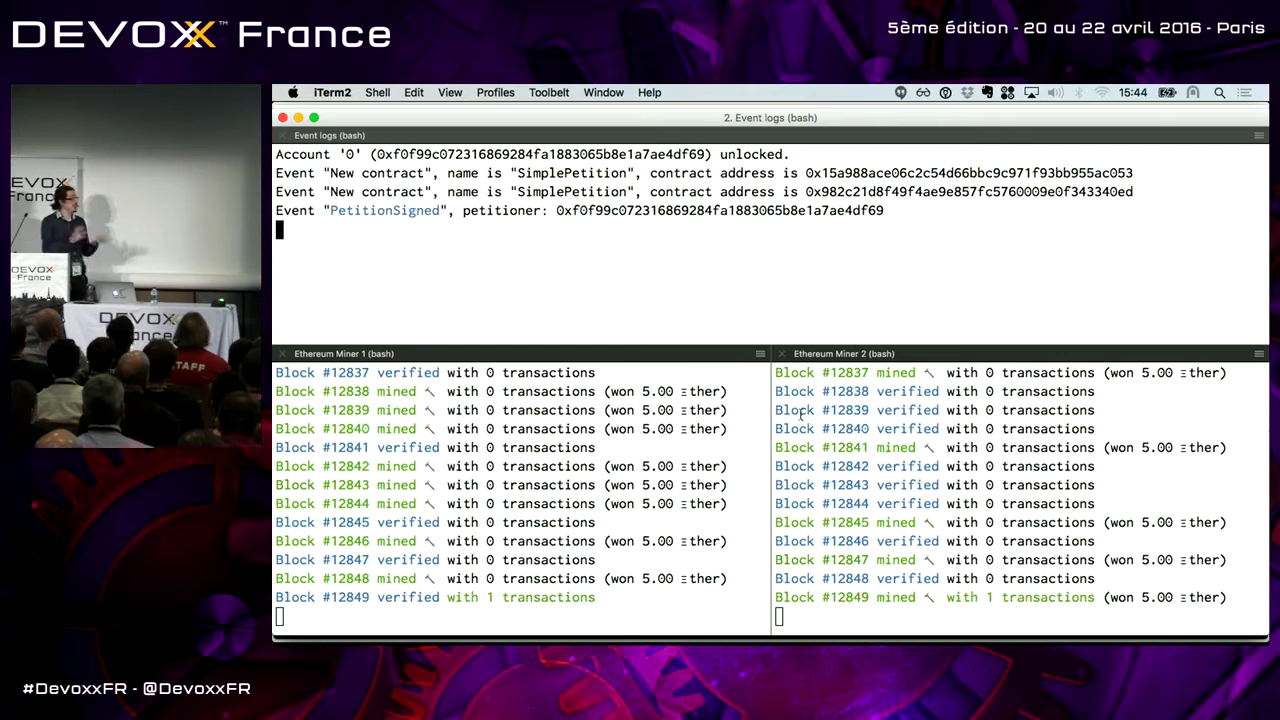 DEVOXX™ France
5ème édition - 20 au 22 avril 2016 - Paris
iTerm2 Shell Edit View Profiles Toolbelt Window Help 15:44
2. Event logs (bash)
Event logs (bash)
Account '0' (0xf0f99c072316869284fa1883065b8e1a7ae4df69) unlocked.
Event "New contract", name is "SimplePetition", contract address is 0x15a988ace06c2c54d66bbc9c971f93bb955ac053
Event "New contract", name is "SimplePetition", contract address is 0x982c21d8f49f4ae9e857fc5760009e0f343340ed
Event "PetitionSigned", petitioner: 0xf0f99c072316869284fa1883065b8e1a7ae4df69
Ethereum Miner 1 (bash)
Block #12837 verified with 0 transactions
Block #12838 mined 🔨 with 0 transactions (won 5.00 Ξther)
Block #12839 mined 🔨 with 0 transactions (won 5.00 Ξther)
Block #12840 mined 🔨 with 0 transactions (won 5.00 Ξther)
Block #12841 verified with 0 transactions
Block #12842 mined 🔨 with 0 transactions (won 5.00 Ξther)
Block #12843 mined 🔨 with 0 transactions (won 5.00 Ξther)
Block #12844 mined 🔨 with 0 transactions (won 5.00 Ξther)
Block #12845 verified with 0 transactions
Block #12846 mined 🔨 with 0 transactions (won 5.00 Ξther)
Block #12847 verified with 0 transactions
Block #12848 mined 🔨 with 0 transactions (won 5.00 Ξther)
Block #12849 verified with 1 transactions
Ethereum Miner 2 (bash)
Block #12837 mined 🔨 with 0 transactions (won 5.00 Ξther)
Block #12838 verified with 0 transactions
Block #12839 verified with 0 transactions
Block #12840 verified with 0 transactions
Block #12841 mined 🔨 with 0 transactions (won 5.00 Ξther)
Block #12842 verified with 0 transactions
Block #12843 verified with 0 transactions
Block #12844 verified with 0 transactions
Block #12845 mined 🔨 with 0 transactions (won 5.00 Ξther)
Block #12846 verified with 0 transactions
Block #12847 mined 🔨 with 0 transactions (won 5.00 Ξther)
Block #12848 verified with 0 transactions
Block #12849 mined 🔨 with 1 transactions (won 5.00 Ξther)
DEVOX
France
DEVOX
France
DEVOX
France
STAFF
#DevoxxFR - @DevoxxFR